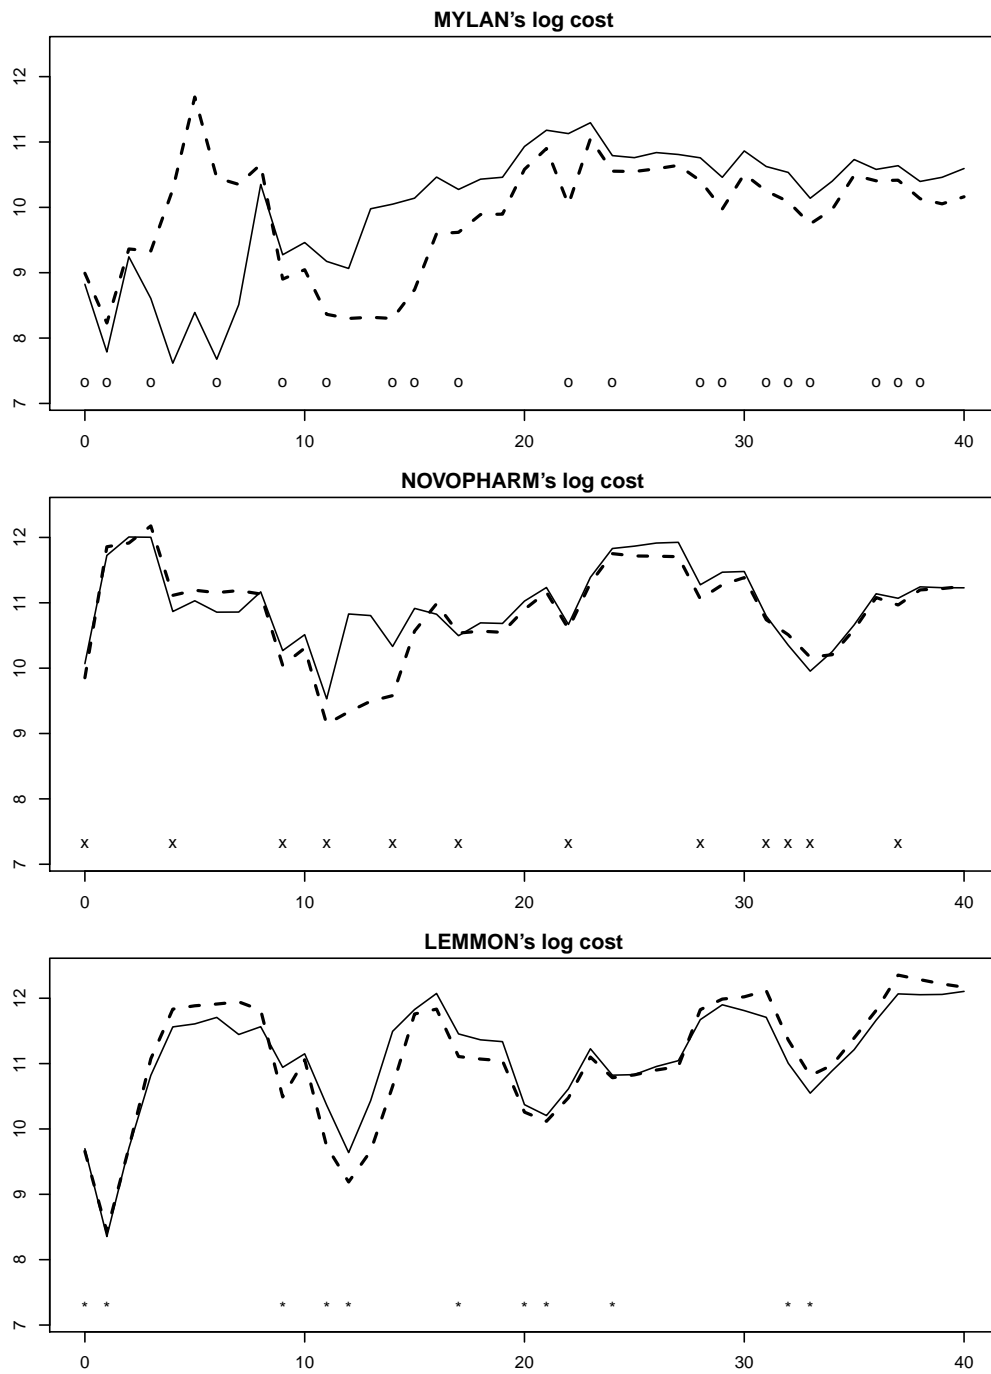 MYLAN’s log cost
12
11
10
9
8
7
o o o o o o o o o o o o o o o o o o o
0 10 20 30 40
NOVOPHARM’s log cost
12
11
10
9
8
7
x x x x x x x x x x x x
0 10 20 30 40
LEMMON’s log cost
12
11
10
9
8
7
* * * * * * * * * * *
0 10 20 30 40